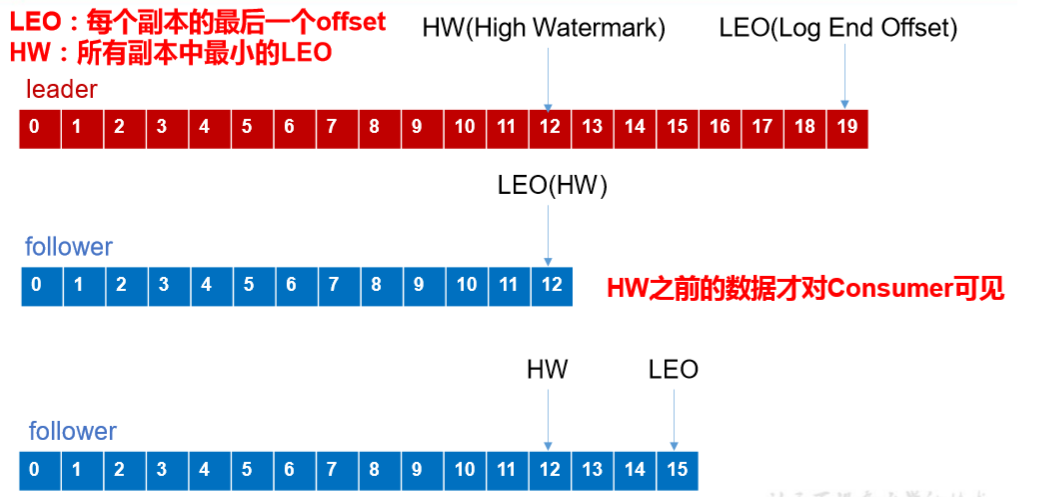 LEO：每个副本的最后一个offset
HW：所有副本中最小的LEO
HW(High Watermark)
LEO(Log End Offset)
leader
0 1 2 3 4 5 6 7 8 9 10 11 12 13 14 15 16 17 18 19
LEO(HW)
follower
0 1 2 3 4 5 6 7 8 9 10 11 12
HW之前的数据才对Consumer可见
HW
LEO
follower
0 1 2 3 4 5 6 7 8 9 10 11 12 13 14 15